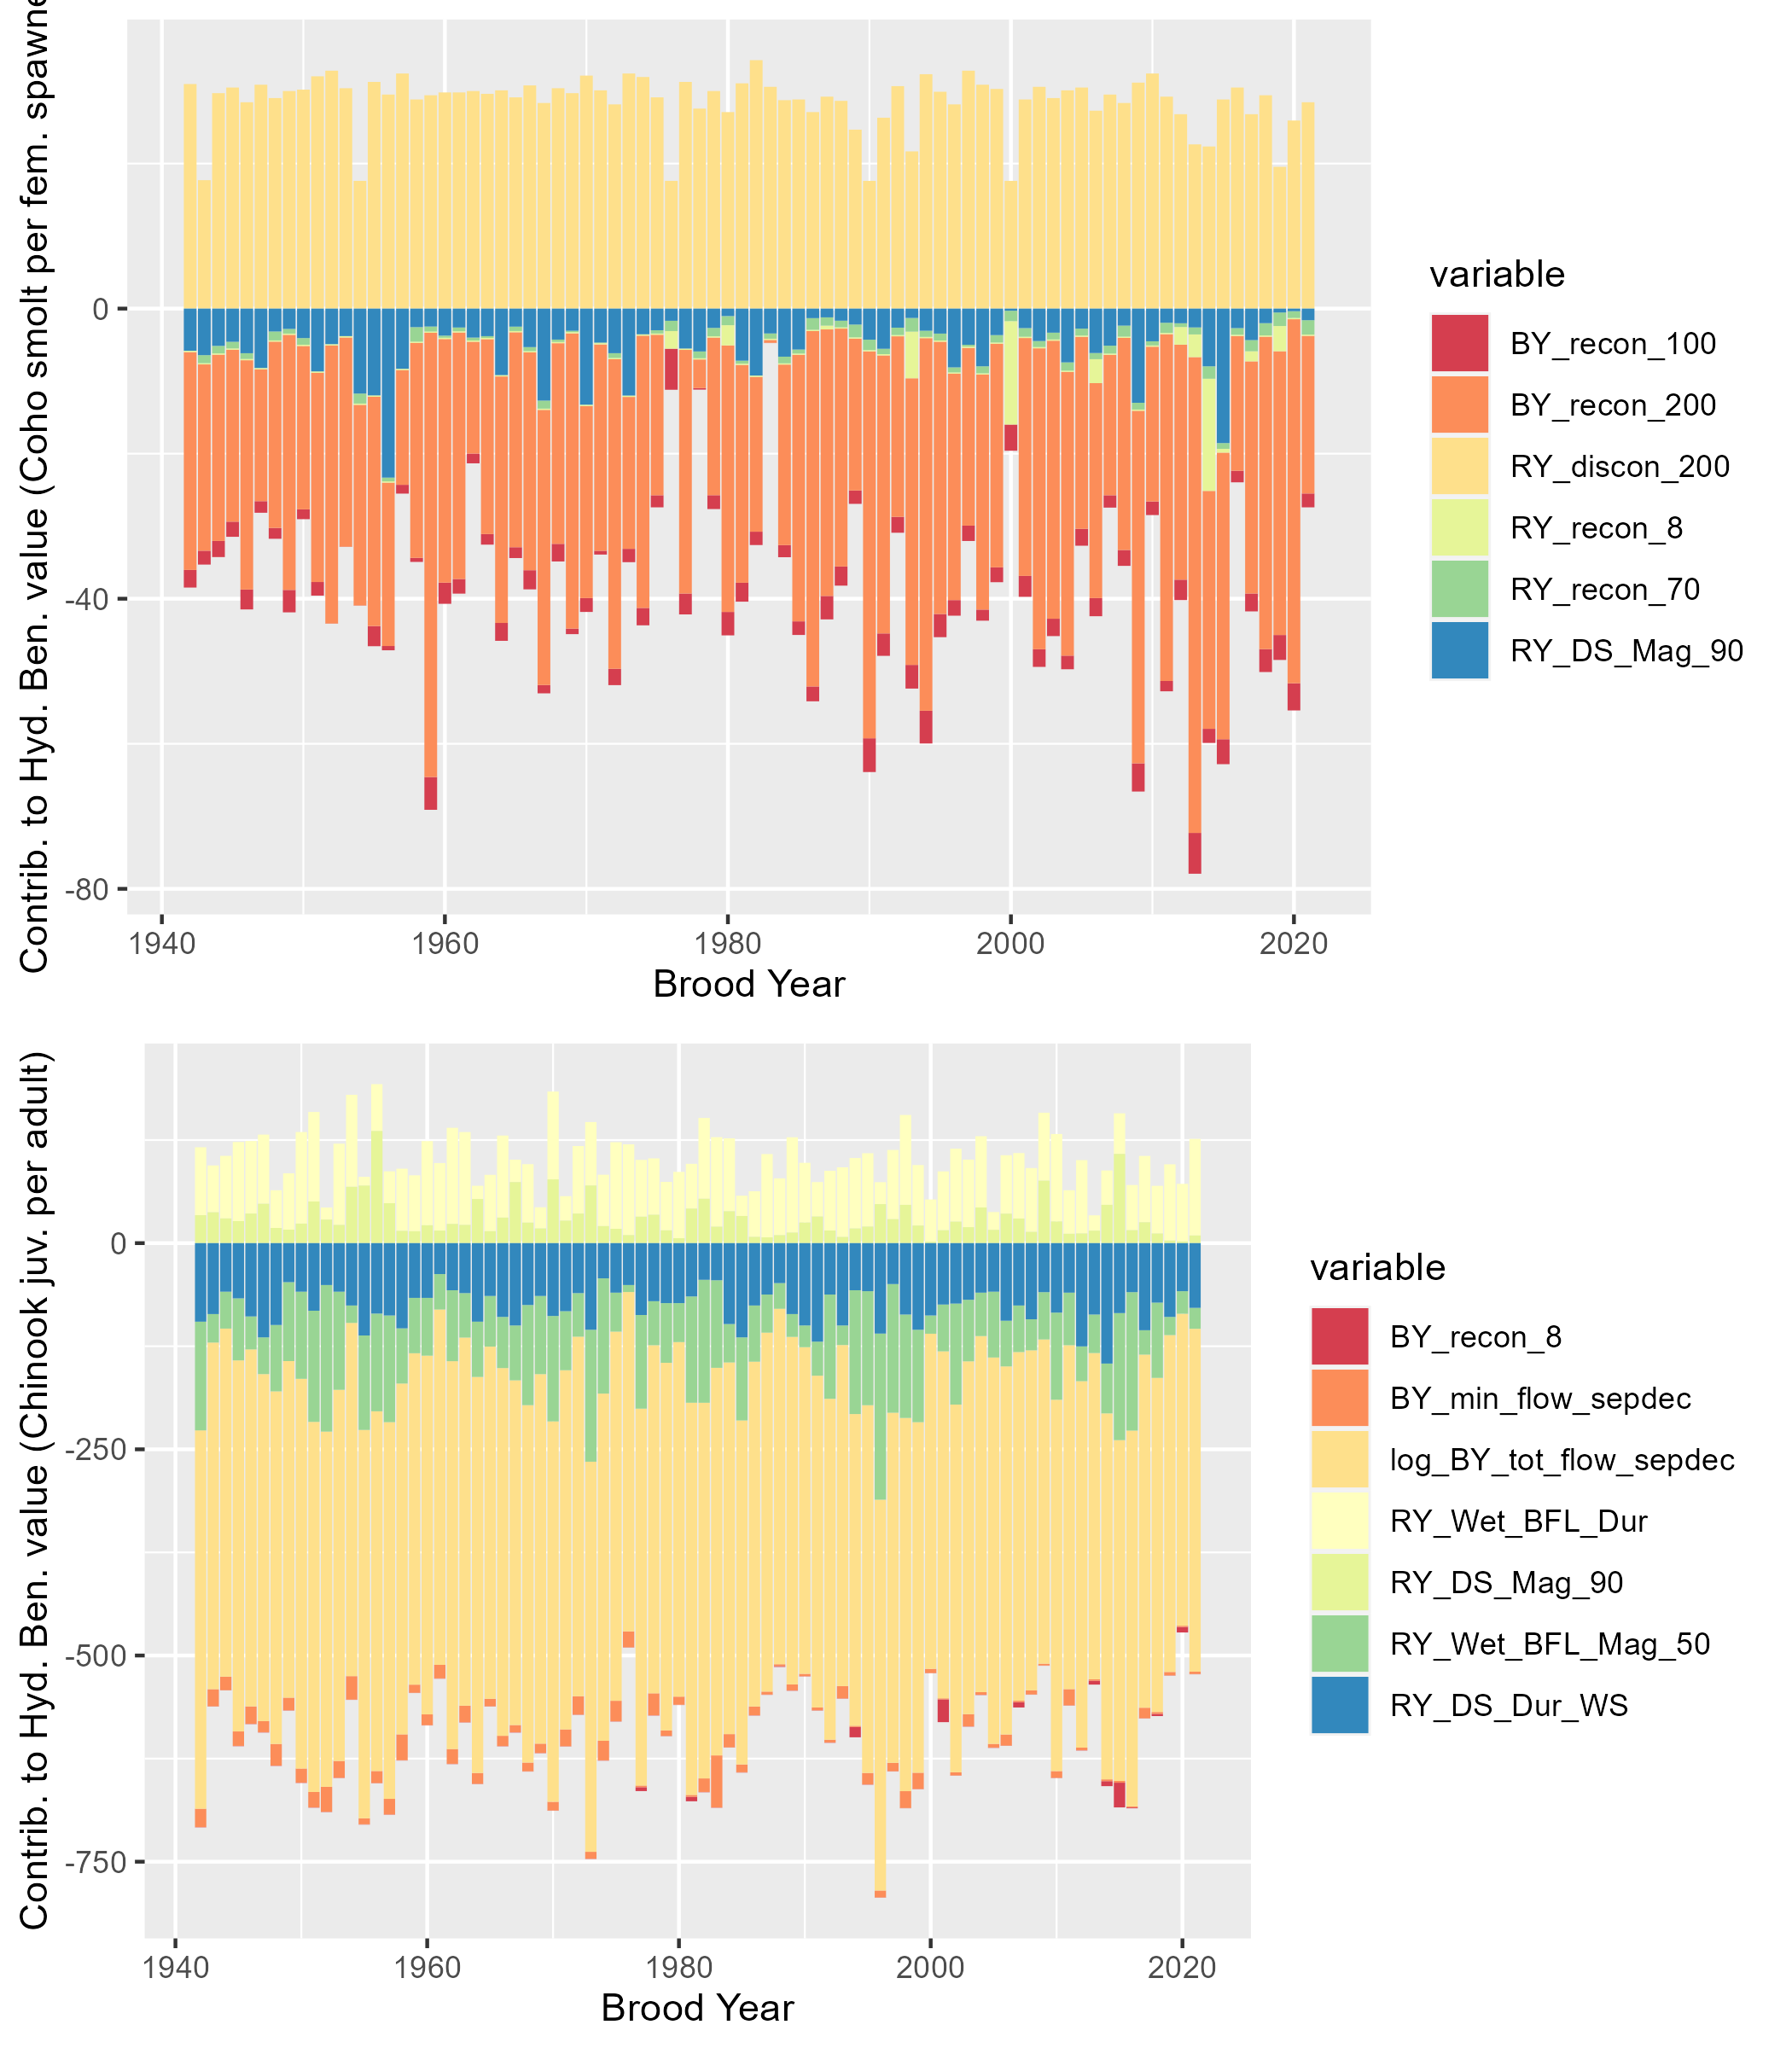 Contrib. to Hyd. Ben. value (Coho smolt per fem.
0
-40
-80
1940
1960
1980
2000
2020
Brood Year
variable
BY_recon_100
BY_recon_200
RY_discon_200
RY_recon_8
RY_recon_70
RY_DS_Mag_90
Contrib. to Hyd. Ben. value (Chinook juv. per adult)
0
-250
-500
-750
1940
1960
1980
2000
2020
Brood Year
variable
BY_recon_8
BY_min_flow_sepdec
log_BY_tot_flow_sepdec
RY_Wet_BFL_Dur
RY_DS_Mag_90
RY_Wet_BFL_Mag_50
RY_DS_Dur_WS